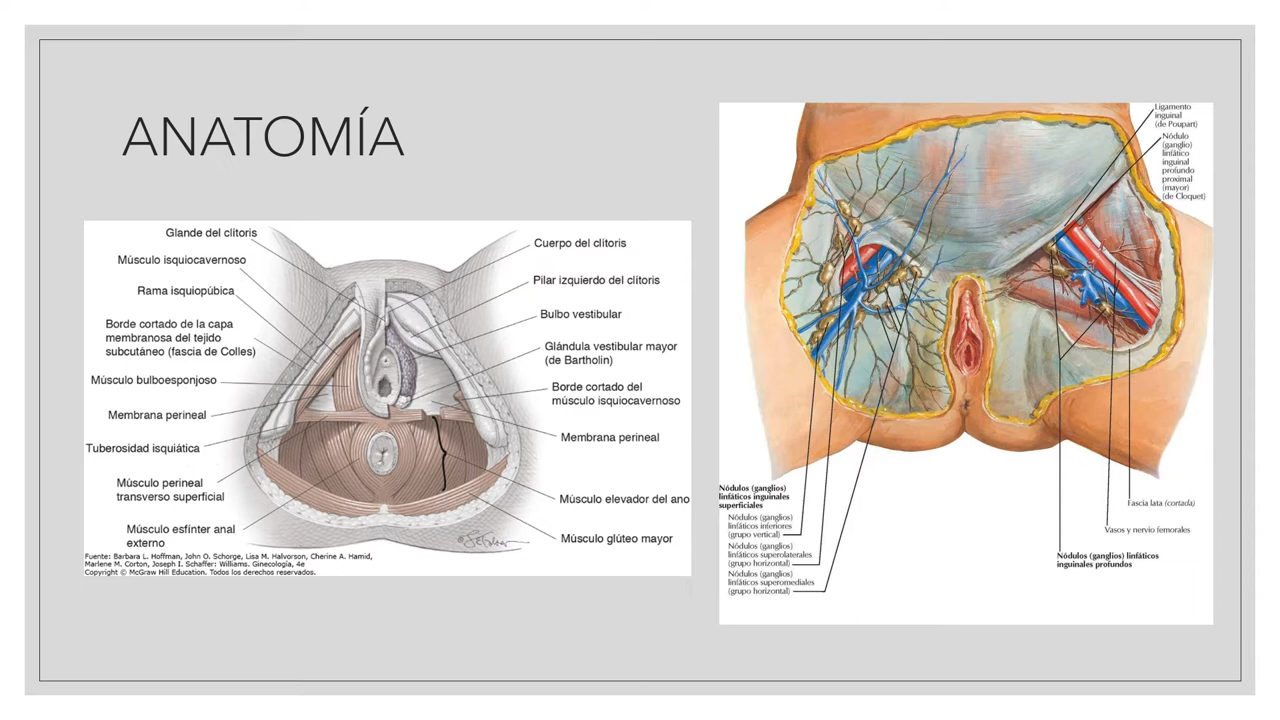 ANATOMÍA
Glande del clítoris
Músculo isquiocavernoso
Rama isquiopúbica
Borde cortado de la capa
membranosa del tejido
subcutáneo (fascia de Colles)
Músculo bulboesponjoso
Membrana perineal
Tuberosidad isquiática
Músculo perineal
transverso superficial
Músculo esfínter anal
externo
Cuerpo del clítoris
Pilar izquierdo del clítoris
Bulbo vestibular
Glándula vestibular mayor
(de Bartholin)
Borde cortado del
músculo isquiocavernoso
Membrana perineal
Músculo elevador del ano
Músculo glúteo mayor
Fuente: Barbara L. Hoffman, John O. Schorge, Lisa M. Halvorson, Cherine A. Hamid,
Marlene M. Corton, Joseph I. Schaffer: Williams. Ginecología, 4e
Copyright © McGraw Hill Education. Todos los derechos reservados.
Ligamento
inguinal
(de Poupart)
Nódulo
(ganglio)
linfático
inguinal
profundo
proximal
(mayor)
(de Cloquet)
Nódulos (ganglios)
linfáticos inguinales
superficiales
Nódulos (ganglios)
linfáticos inferiores
(grupo vertical)
Nódulos (ganglios)
linfáticos superolaterales
(grupo horizontal)
Nódulos (ganglios)
linfáticos superomediales
(grupo horizontal)
Fascia lata (cortada)
Vasos y nervio femorales
Nódulos (ganglios) linfáticos
inguinales profundos